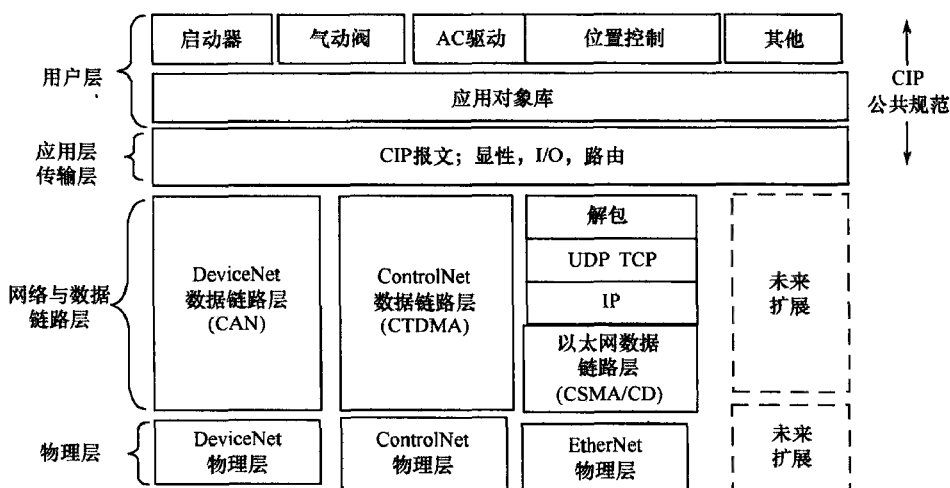 启动器
气动阀
AC驱动
位置控制
其他
用户层
应用对象库
CIP
公共规范
应用层
传输层
CIP报文；显性，I/O，路由
网络与数据
链路层
DeviceNet
数据链路层
(CAN)
ControlNet
数据链路层
(CTDMA)
解包
UDP TCP
IP
以太网数据
链路层
(CSMA/CD)
未来
扩展
物理层
DeviceNet
物理层
ControlNet
物理层
EtherNet
物理层
未来
扩展